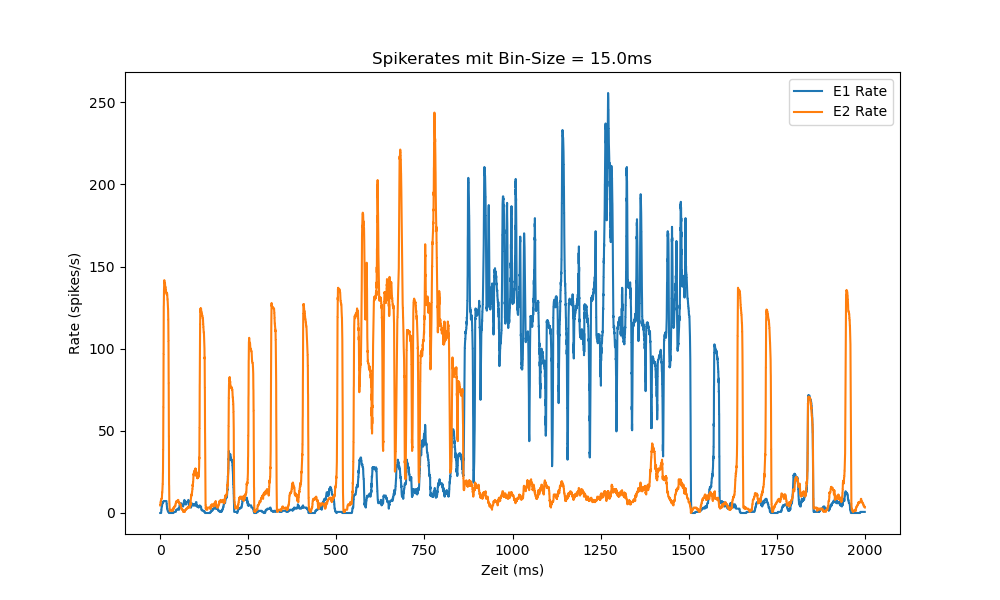 Spikerates mit Bin-Size = 15.0ms
E1 Rate
E2 Rate
Rate (spikes/s)
250
200
150
100
50
0
0 250 500 750 1000 1250 1500 1750 2000
Zeit (ms)